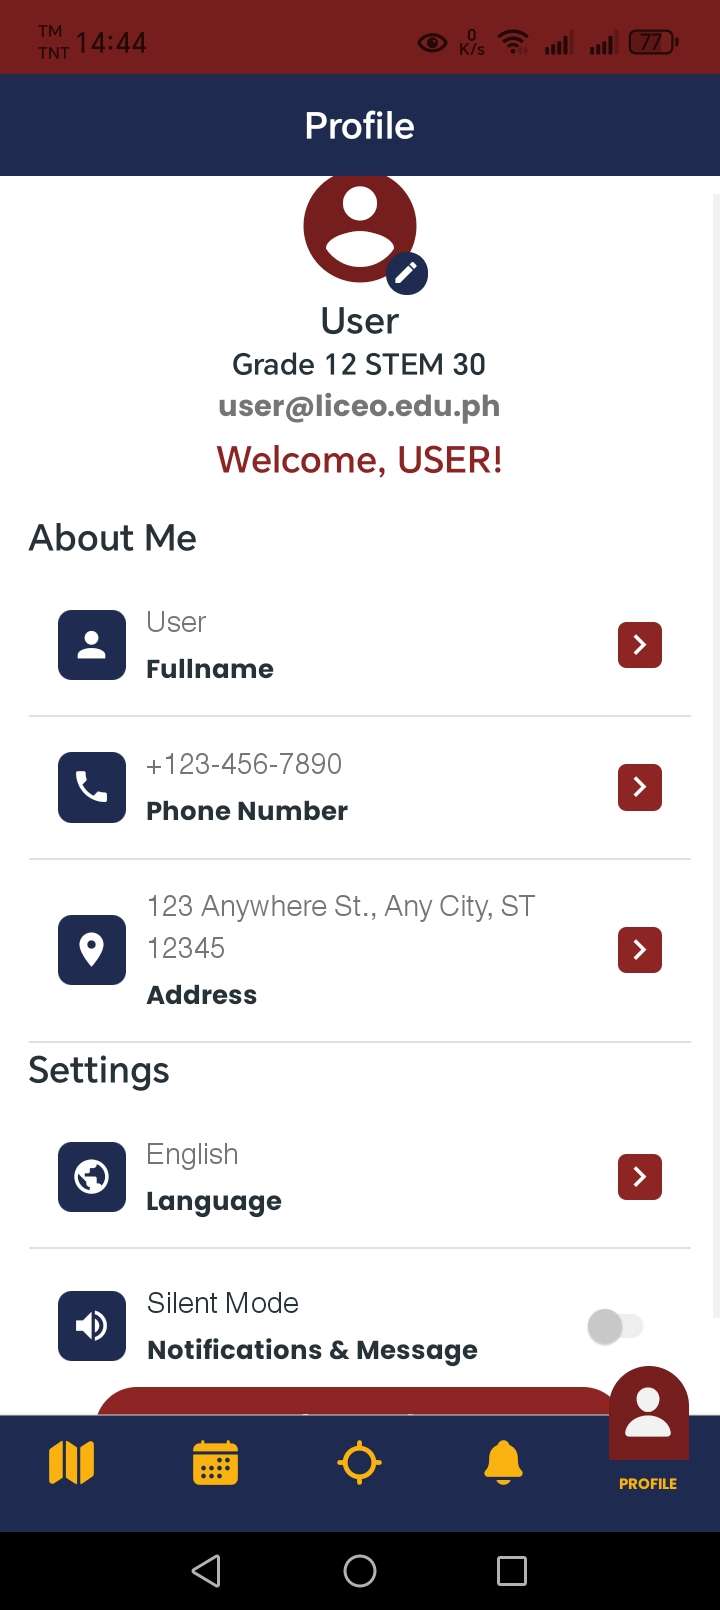 TM
TNT
14:44
0
K/s
77
Profile
User
Grade 12 STEM 30
user@liceo.edu.ph
Welcome, USER!
About Me
User
Fullname
+123-456-7890
Phone Number
123 Anywhere St., Any City, ST
12345
Address
Settings
English
Language
Silent Mode
Notifications & Message
PROFILE